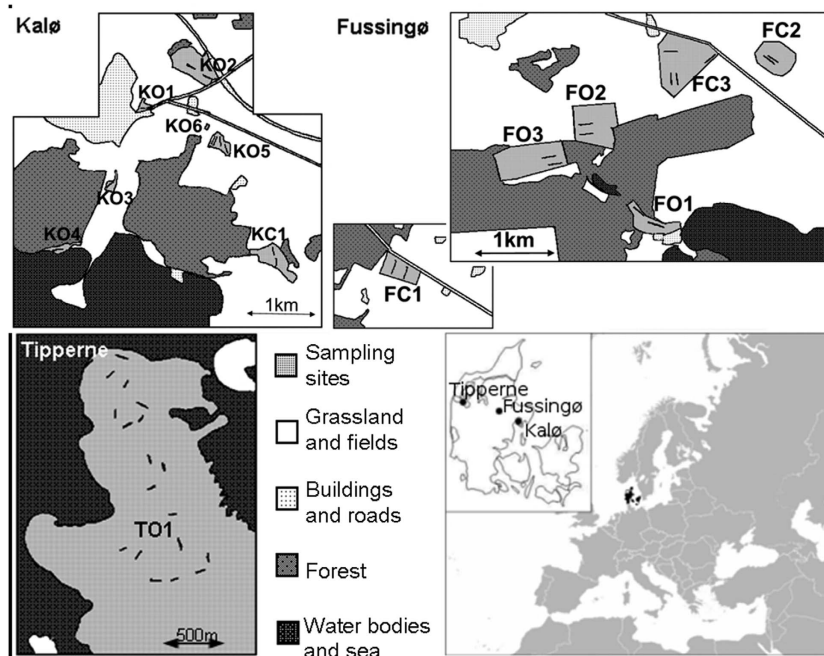 Kalø
Fussingø
KO2
KO1
KO6
KO5
KO3
KO4
KC1
1km
FC2
FC3
FO2
FO3
FO1
1km
FC1
Tipperne
TO1
500m
Sampling
sites
Grassland
and fields
Buildings
and roads
Forest
Water bodies
and sea
Tipperne
Fussingø
Kalø